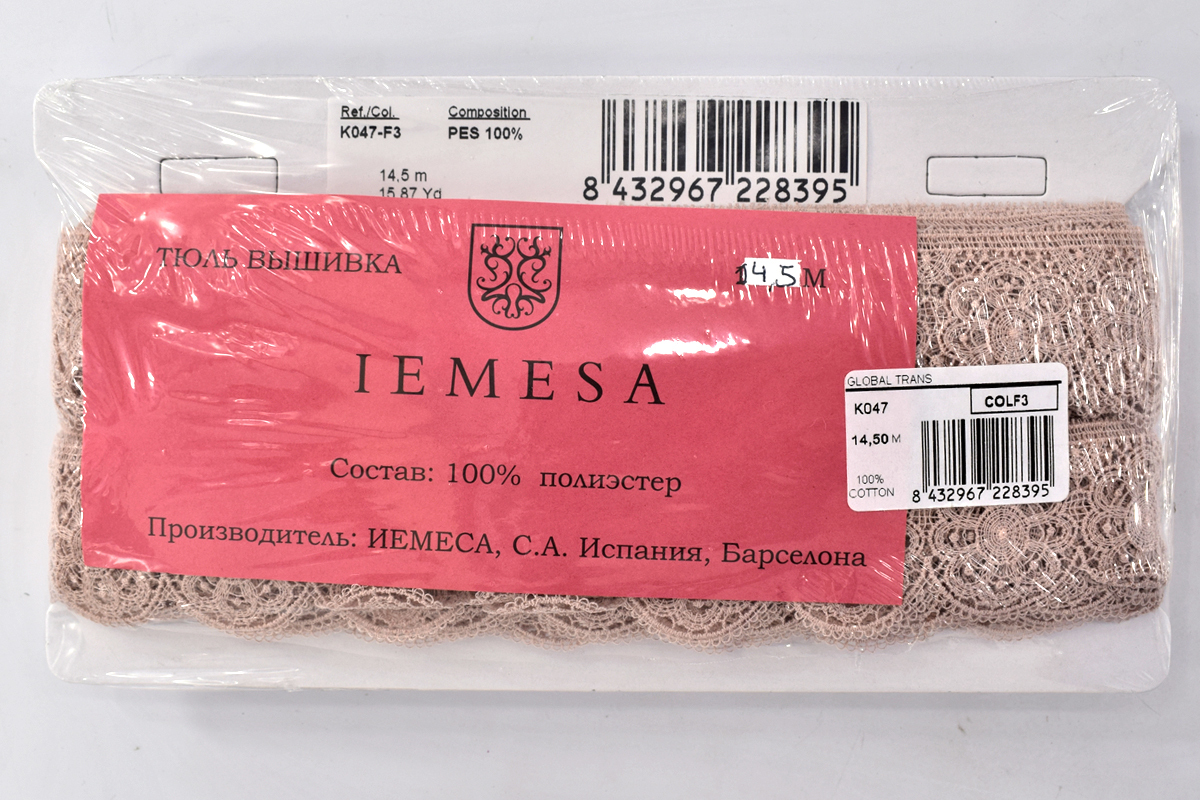 Ref./Col. Composition
K047-F3 PES 100%
14,5 m
15.87 Yd
8 432967 228395
ТЮЛЬ ВЫШИВКА
14,5 М
IEMESA
Состав: 100% полиэстер
Производитель: ИЕМЕСА, С.А. Испания, Барселона
GLOBAL TRANS
K047 COLF3
14,50 M
100%
COTTON
8 432967 228395